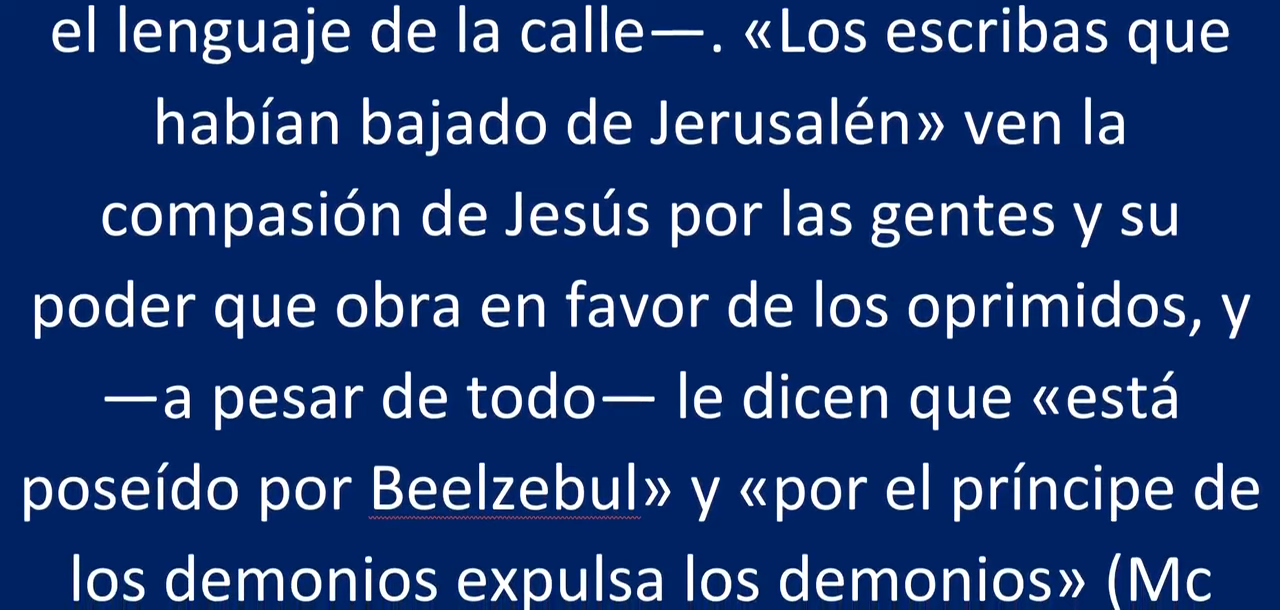 el lenguaje de la calle—. «Los escribas que
habían bajado de Jerusalén» ven la
compasión de Jesús por las gentes y su
poder que obra en favor de los oprimidos, y
—a pesar de todo— le dicen que «está
poseído por Beelzebul» y «por el príncipe de
los demonios expulsa los demonios» (Mc